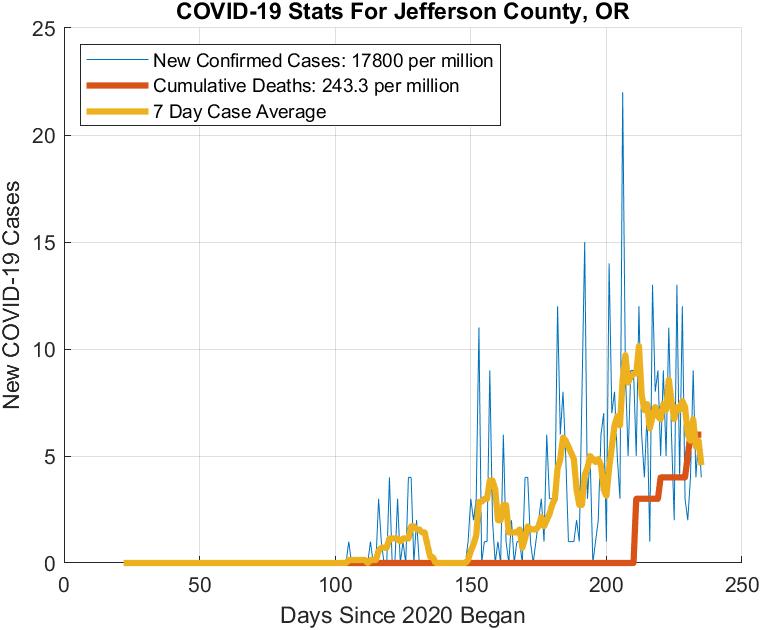 COVID-19 Stats For Jefferson County, OR
New Confirmed Cases: 17800 per million
Cumulative Deaths: 243.3 per million
7 Day Case Average
New COVID-19 Cases
25
20
15
10
5
0
0 50 100 150 200 250
Days Since 2020 Began